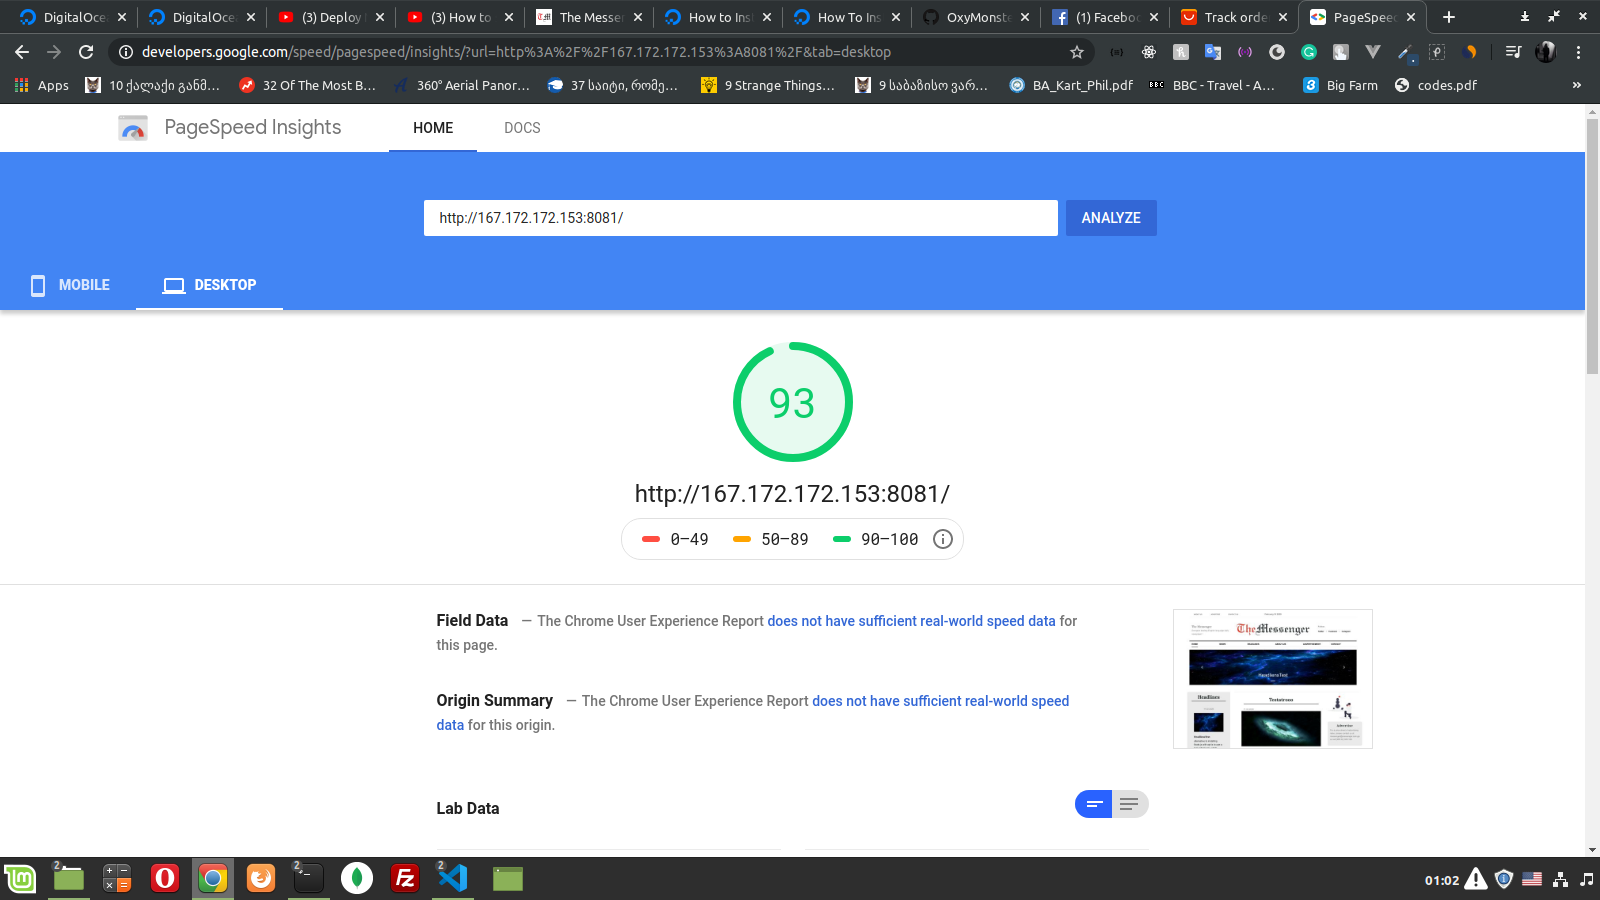 DigitalOce
DigitalOce
(3) Deploy
(3) How to
The Messen
How to Inst
How To Ins
OxyMonste
(1) Facebo
Track orde
PageSpeed
developers.google.com/speed/pagespeed/insights/?url=http%3A%2F%2F167.172.172.153%3A8081%2F&tab=desktop
Apps
10 ქალაქი განმ...
32 Of The Most B...
360° Aerial Panor...
37 საიტი, რომე...
9 Strange Things...
9 საბაზისო ვარ...
BA_Kart_Phil.pdf
BBC - Travel - A...
Big Farm
codes.pdf
»
PageSpeed Insights
HOME
DOCS
http://167.172.172.153:8081/
ANALYZE
MOBILE
DESKTOP
93
http://167.172.172.153:8081/
0–49
50–89
90–100
Field Data — The Chrome User Experience Report does not have sufficient real-world speed data for
this page.
Origin Summary — The Chrome User Experience Report does not have sufficient real-world speed
data for this origin.
The Messenger
Lab Data
01:02